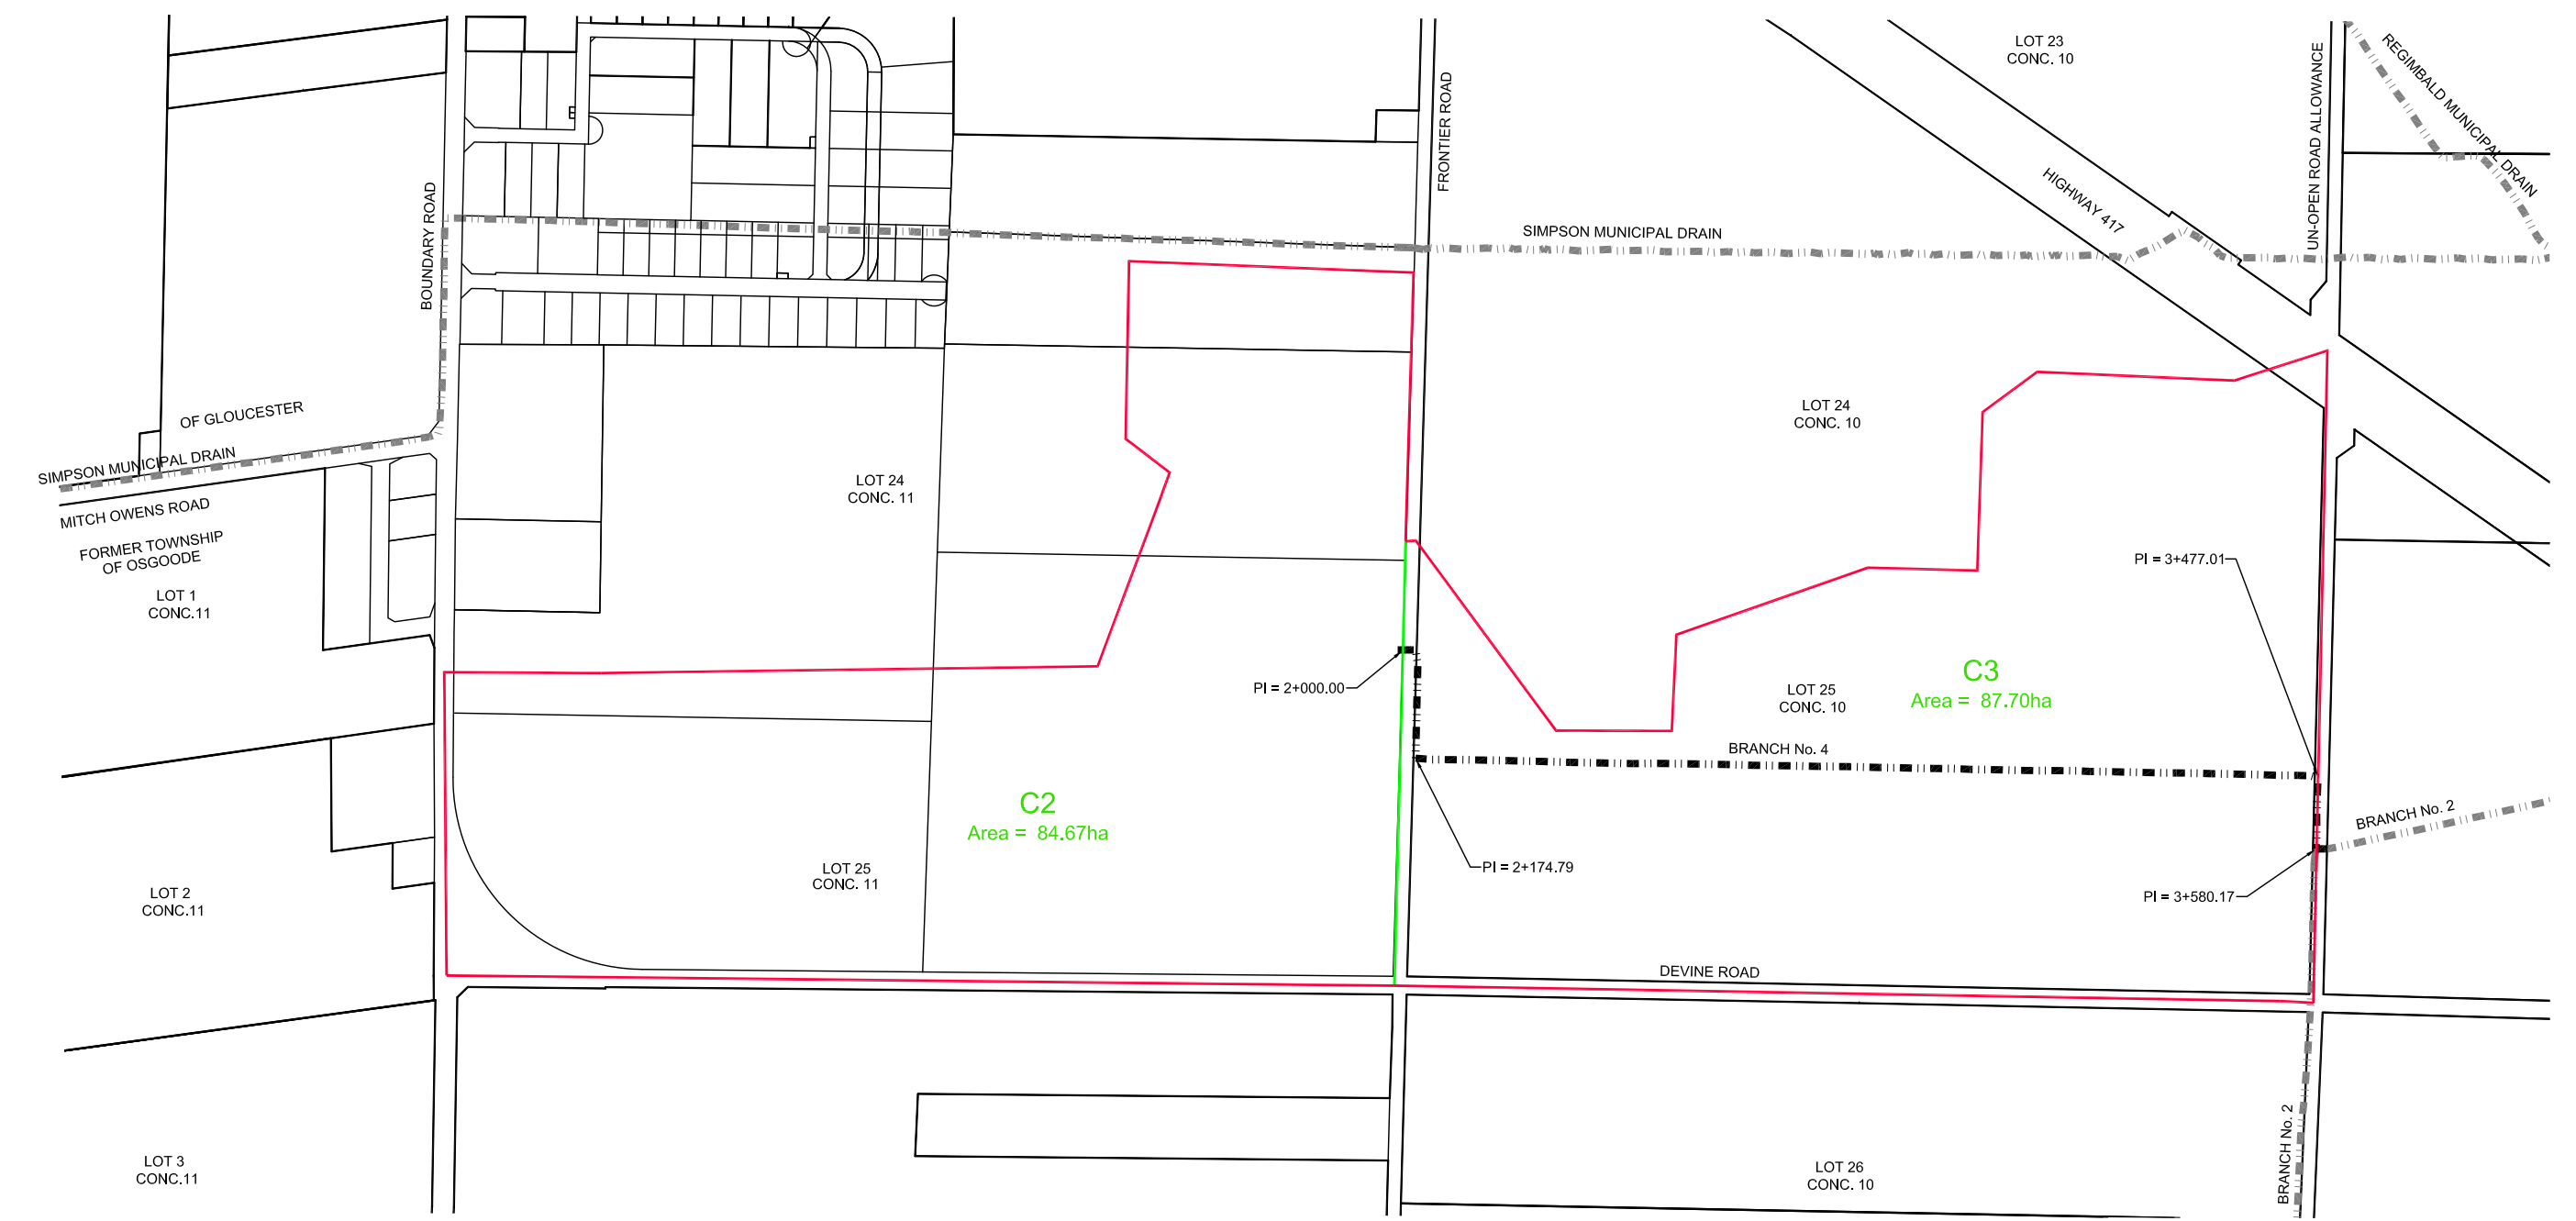 LOT 23
CONC. 10
REGIMBALD MUNICIPAL DRAIN
UN-OPEN ROAD ALLOWANCE
FRONTIER ROAD
HIGHWAY 417
BOUNDARY ROAD
SIMPSON MUNICIPAL DRAIN
OF GLOUCESTER
SIMPSON MUNICIPAL DRAIN
MITCH OWENS ROAD
FORMER TOWNSHIP
OF OSGOODE
LOT 1
CONC.11
LOT 24
CONC. 11
LOT 24
CONC. 10
PI = 3+477.01
PI = 2+000.00
C3
Area = 87.70ha
LOT 25
CONC. 10
BRANCH No. 4
C2
Area = 84.67ha
BRANCH No. 2
LOT 25
CONC. 11
PI = 2+174.79
PI = 3+580.17
LOT 2
CONC.11
DEVINE ROAD
LOT 3
CONC.11
LOT 26
CONC. 10
BRANCH No. 2